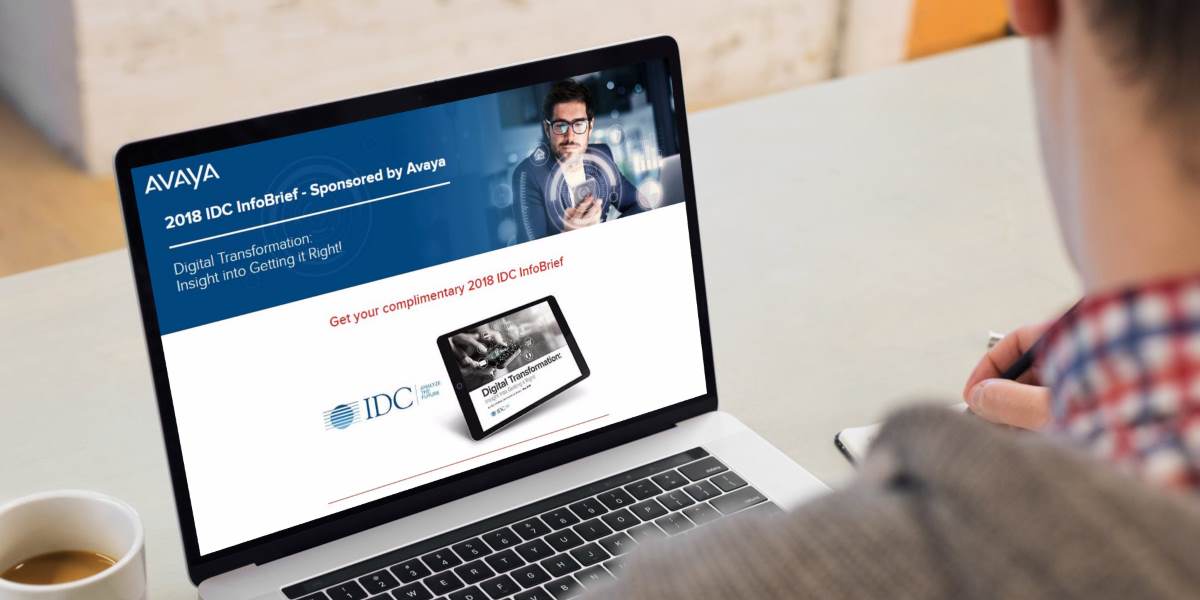 AVAYA
2018 IDC InfoBrief - Sponsored by Avaya
Digital Transformation:
Insight into Getting it Right!
Get your complimentary 2018 IDC InfoBrief
IDC
ANALYZE
THE
FUTURE
Digital Transformation:
Insight into Getting it Right
IDC